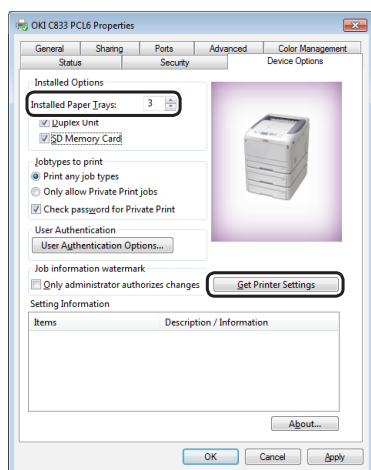 OKI C833 PCL6 Properties
General Sharing Ports Advanced Color Management
Status Security Device Options
Installed Options
Installed Paper Trays: 3
Duplex Unit
SD Memory Card
Jobtypes to print
Print any job types
Only allow Private Print jobs
Check password for Private Print
User Authentication
User Authentication Options...
Job information watermark
Only administrator authorizes changes
Get Printer Settings
Setting Information
Items Description / Information
About...
OK Cancel Apply